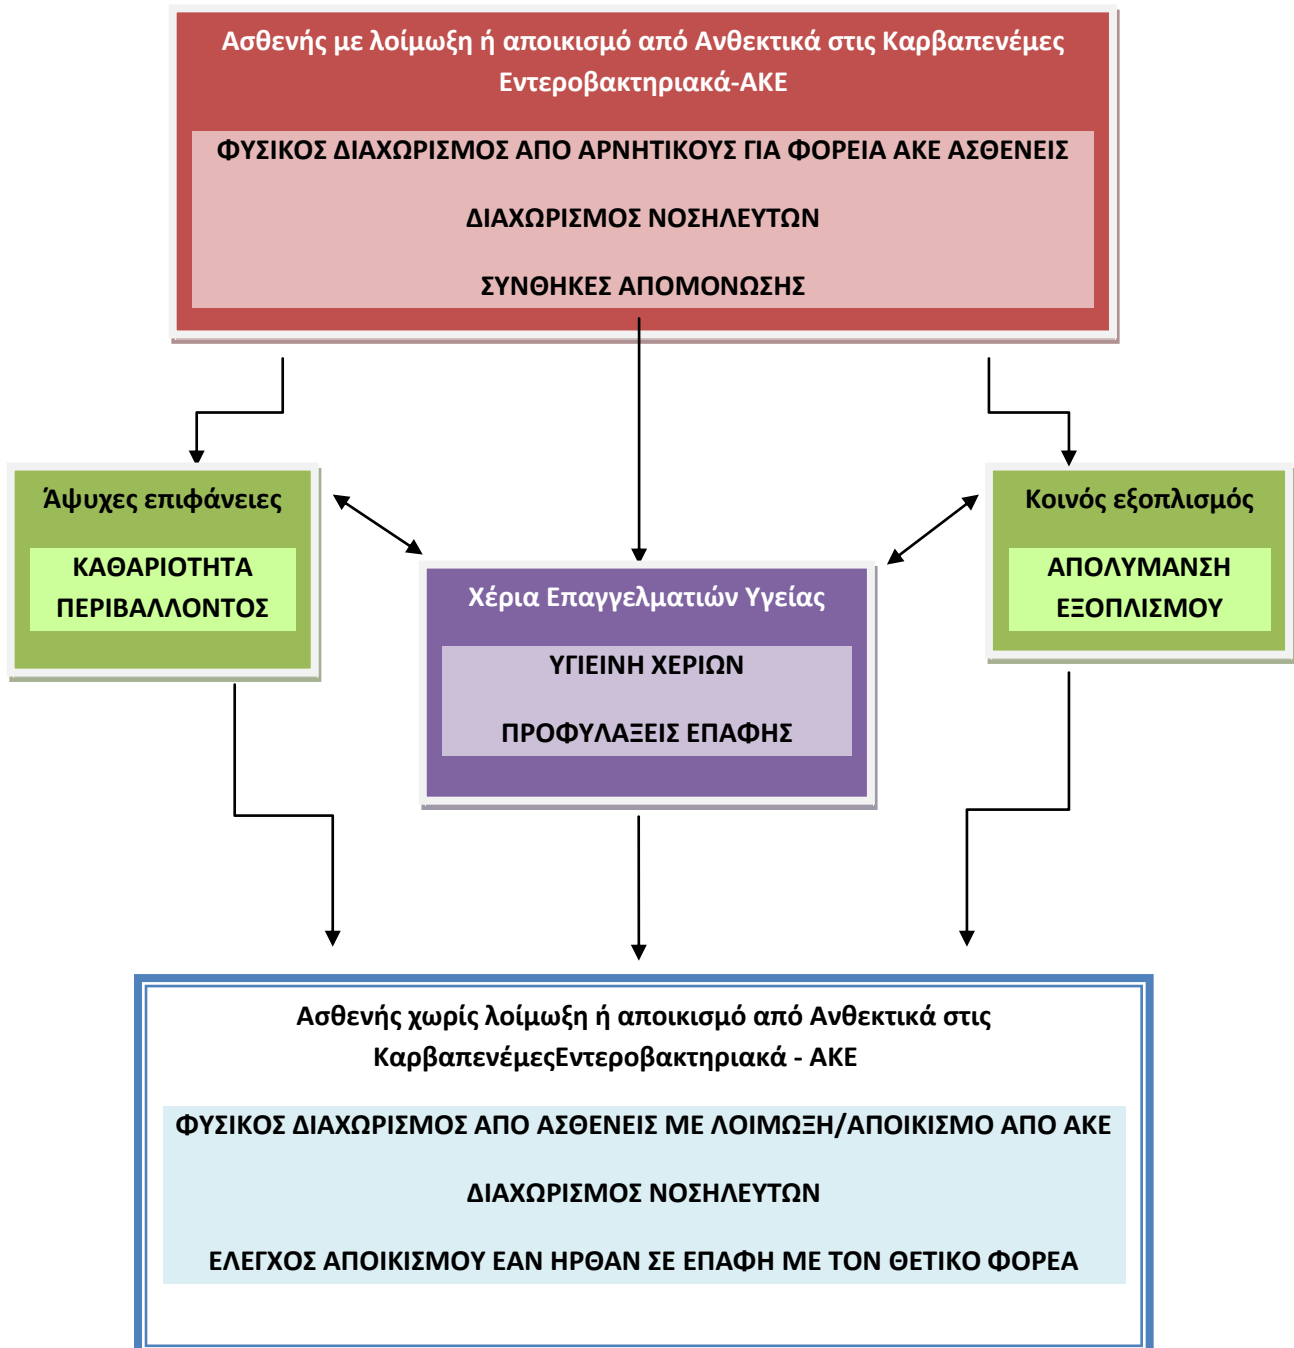 Ασθενής με λοίμωξη ή αποικισμό από Ανθεκτικά στις Καρβαπενέμες
Εντεροβακτηριακά-ΑΚΕ
ΦΥΣΙΚΟΣ ΔΙΑΧΩΡΙΣΜΟΣ ΑΠΟ ΑΡΝΗΤΙΚΟΥΣ ΓΙΑ ΦΟΡΕΙΑ ΑΚΕ ΑΣΘΕΝΕΙΣ
ΔΙΑΧΩΡΙΣΜΟΣ ΝΟΣΗΛΕΥΤΩΝ
ΣΥΝΘΗΚΕΣ ΑΠΟΜΟΝΩΣΗΣ
Άψυχες επιφάνειες
ΚΑΘΑΡΙΟΤΗΤΑ
ΠΕΡΙΒΑΛΛΟΝΤΟΣ
Χέρια Επαγγελματιών Υγείας
ΥΓΙΕΙΝΗ ΧΕΡΙΩΝ
ΠΡΟΦΥΛΑΞΕΙΣ ΕΠΑΦΗΣ
Κοινός εξοπλισμός
ΑΠΟΛΥΜΑΝΣΗ
ΕΞΟΠΛΙΣΜΟΥ
Ασθενής χωρίς λοίμωξη ή αποικισμό από Ανθεκτικά στις
ΚαρβαπενέμεςΕντεροβακτηριακά - ΑΚΕ
ΦΥΣΙΚΟΣ ΔΙΑΧΩΡΙΣΜΟΣ ΑΠΟ ΑΣΘΕΝΕΙΣ ΜΕ ΛΟΙΜΩΞΗ/ΑΠΟΙΚΙΣΜΟ ΑΠΟ ΑΚΕ
ΔΙΑΧΩΡΙΣΜΟΣ ΝΟΣΗΛΕΥΤΩΝ
ΕΛΕΓΧΟΣ ΑΠΟΙΚΙΣΜΟΥ ΕΑΝ ΗΡΘΑΝ ΣΕ ΕΠΑΦΗ ΜΕ ΤΟΝ ΘΕΤΙΚΟ ΦΟΡΕΑ